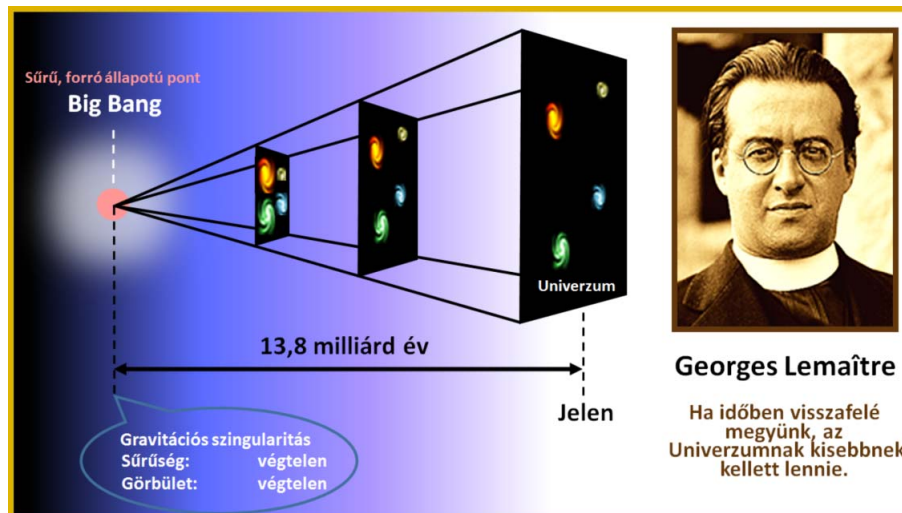 Sűrű, forró állapotú pont
Big Bang
Univerzum
13,8 milliárd év
Jelen
Gravitációs szingularitás
Sűrűség: végtelen
Görbület: végtelen
Georges Lemaître
Ha időben visszafelé
megyünk, az
Univerzumnak kisebbnek
kellett lennie.